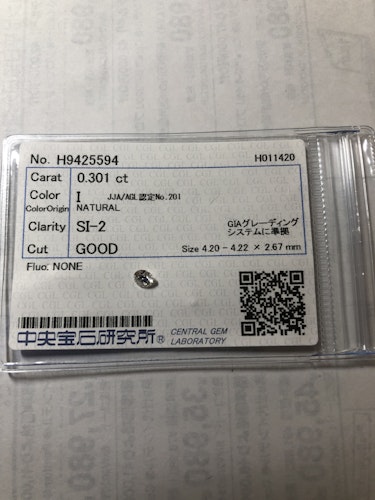 No. H9425594 H011420
Carat 0.301 ct
Color I JJA/AGL認定No.201
ColorOrigin NATURAL
Clarity SI-2 GIAグレーディング
システムに準拠
Cut GOOD Size 4.20 - 4.22 × 2.67 mm
Fluo. NONE
中央宝石研究所® CENTRAL GEM
LABORATORY